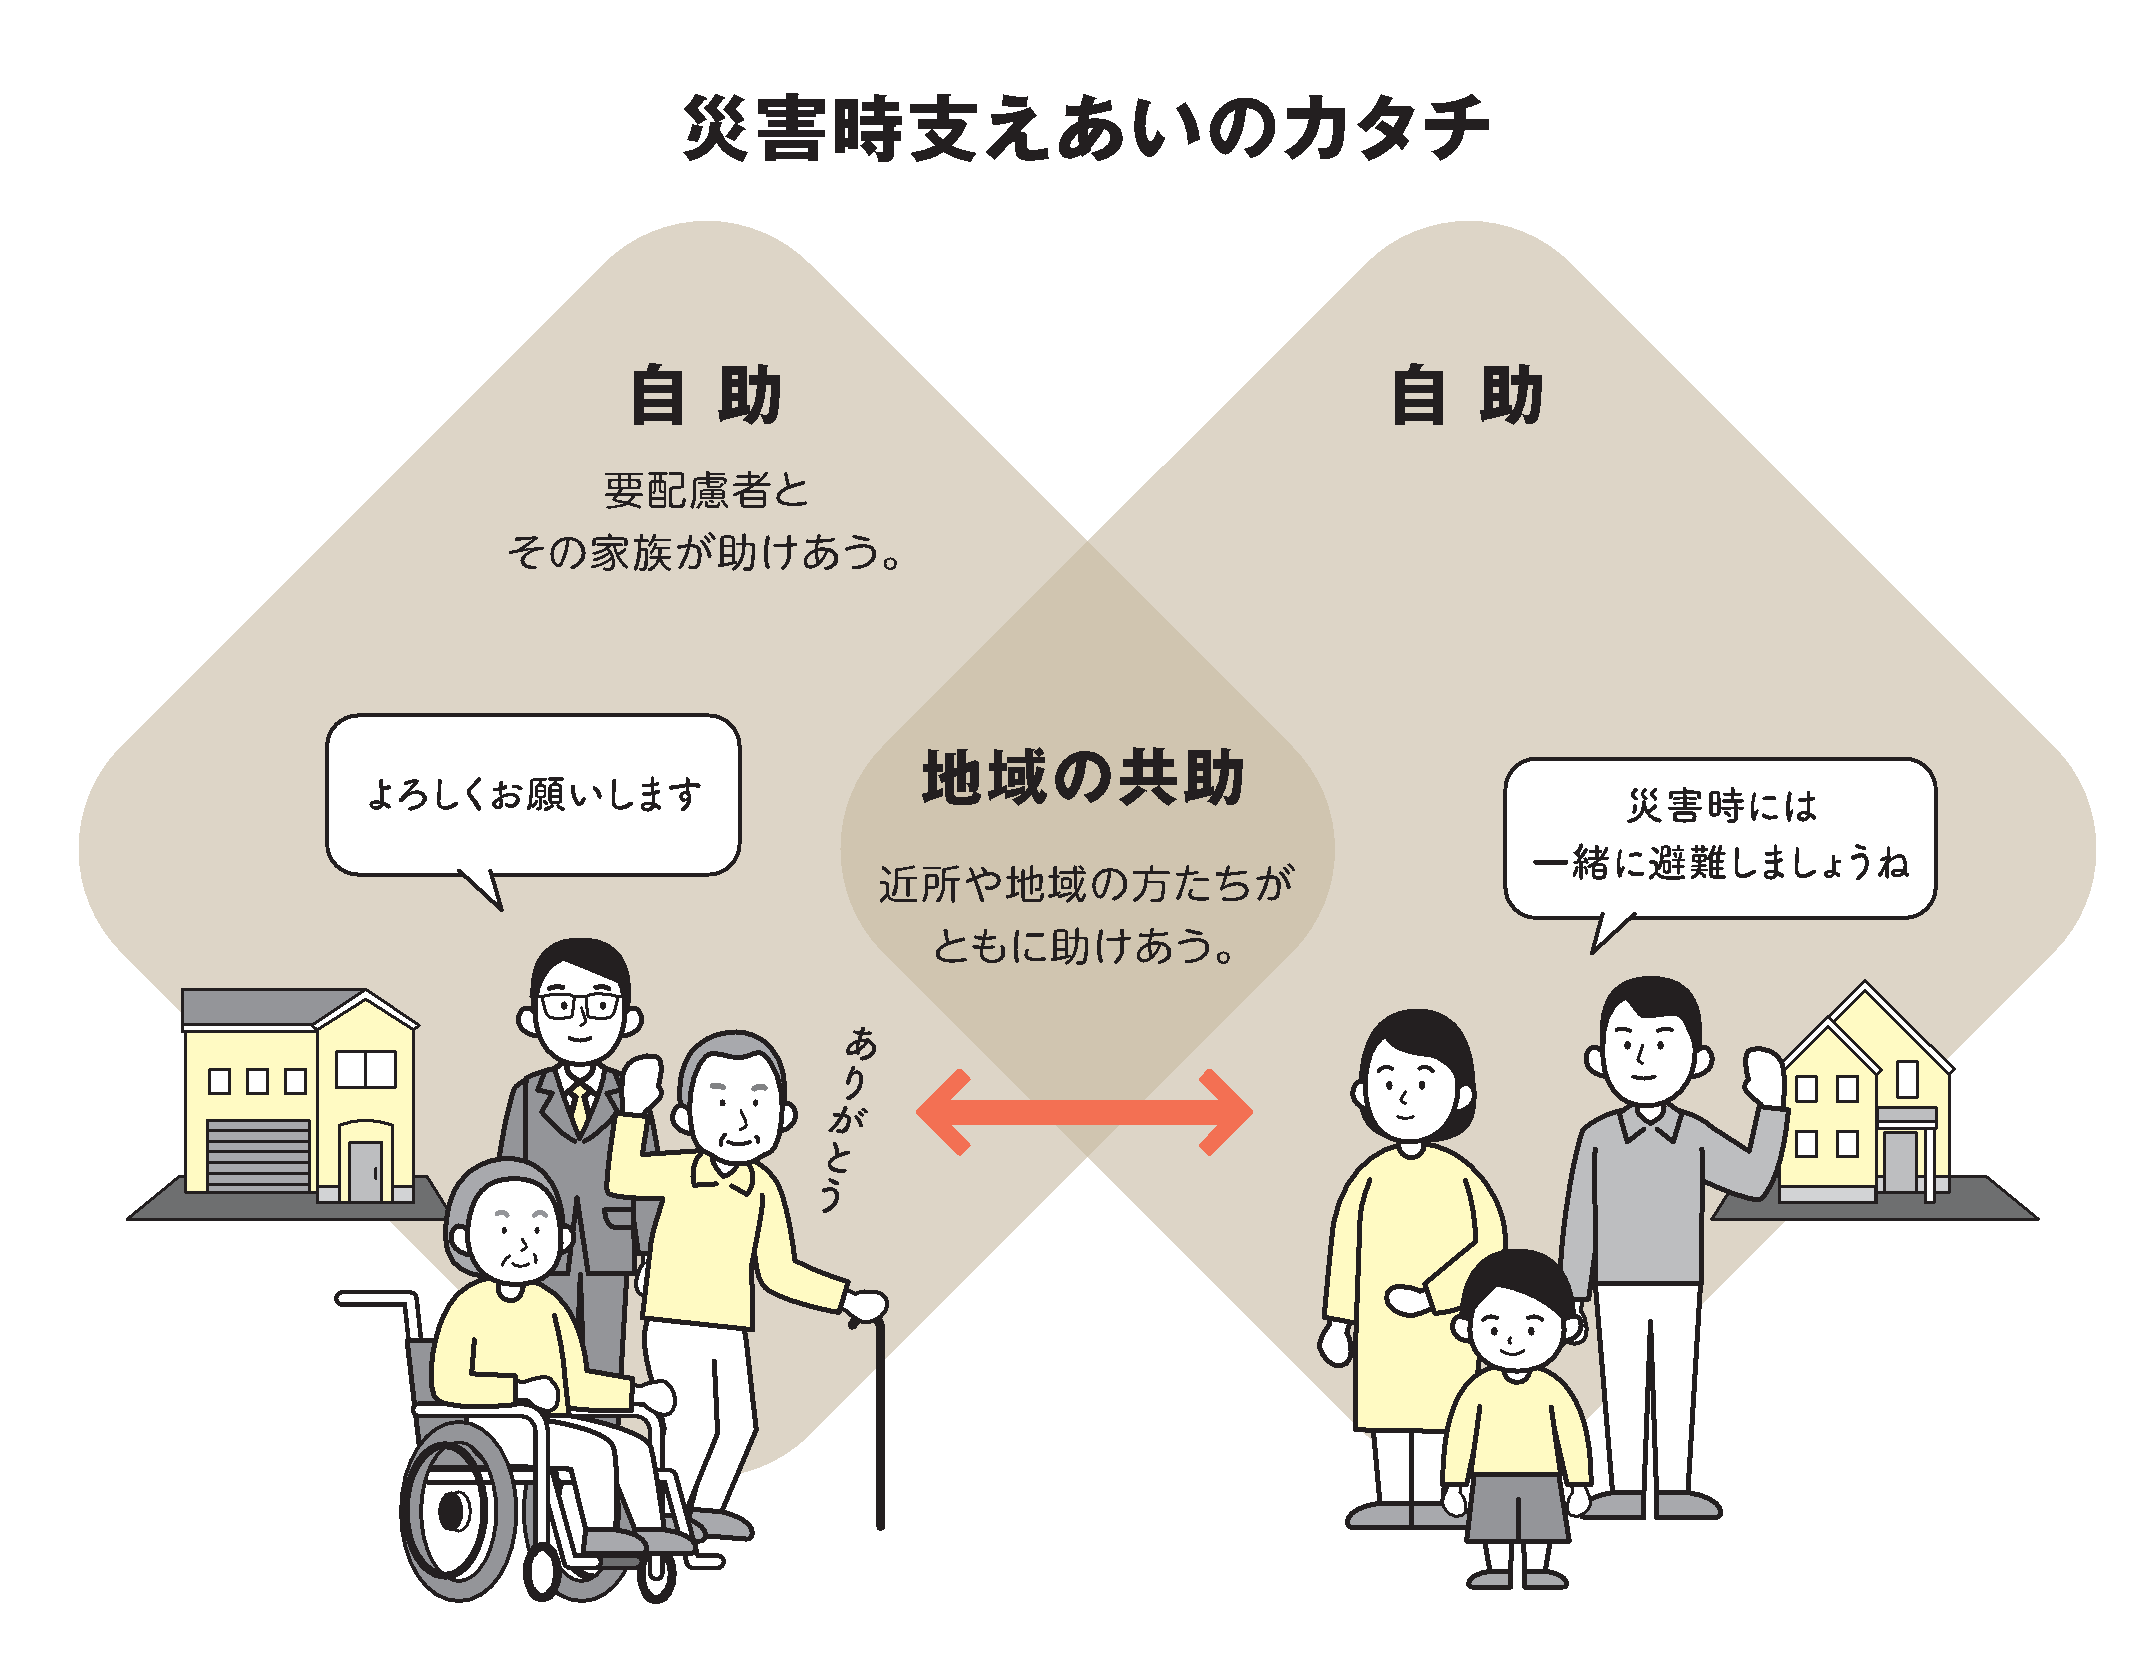 災害時支えあいのカタチ
自 助
要配慮者と
その家族が助けあう。
自 助
地域の共助
近所や地域の方たちが
ともに助けあう。
よろしくお願いします
災害時には
一緒に避難しましょうね
ありがとう